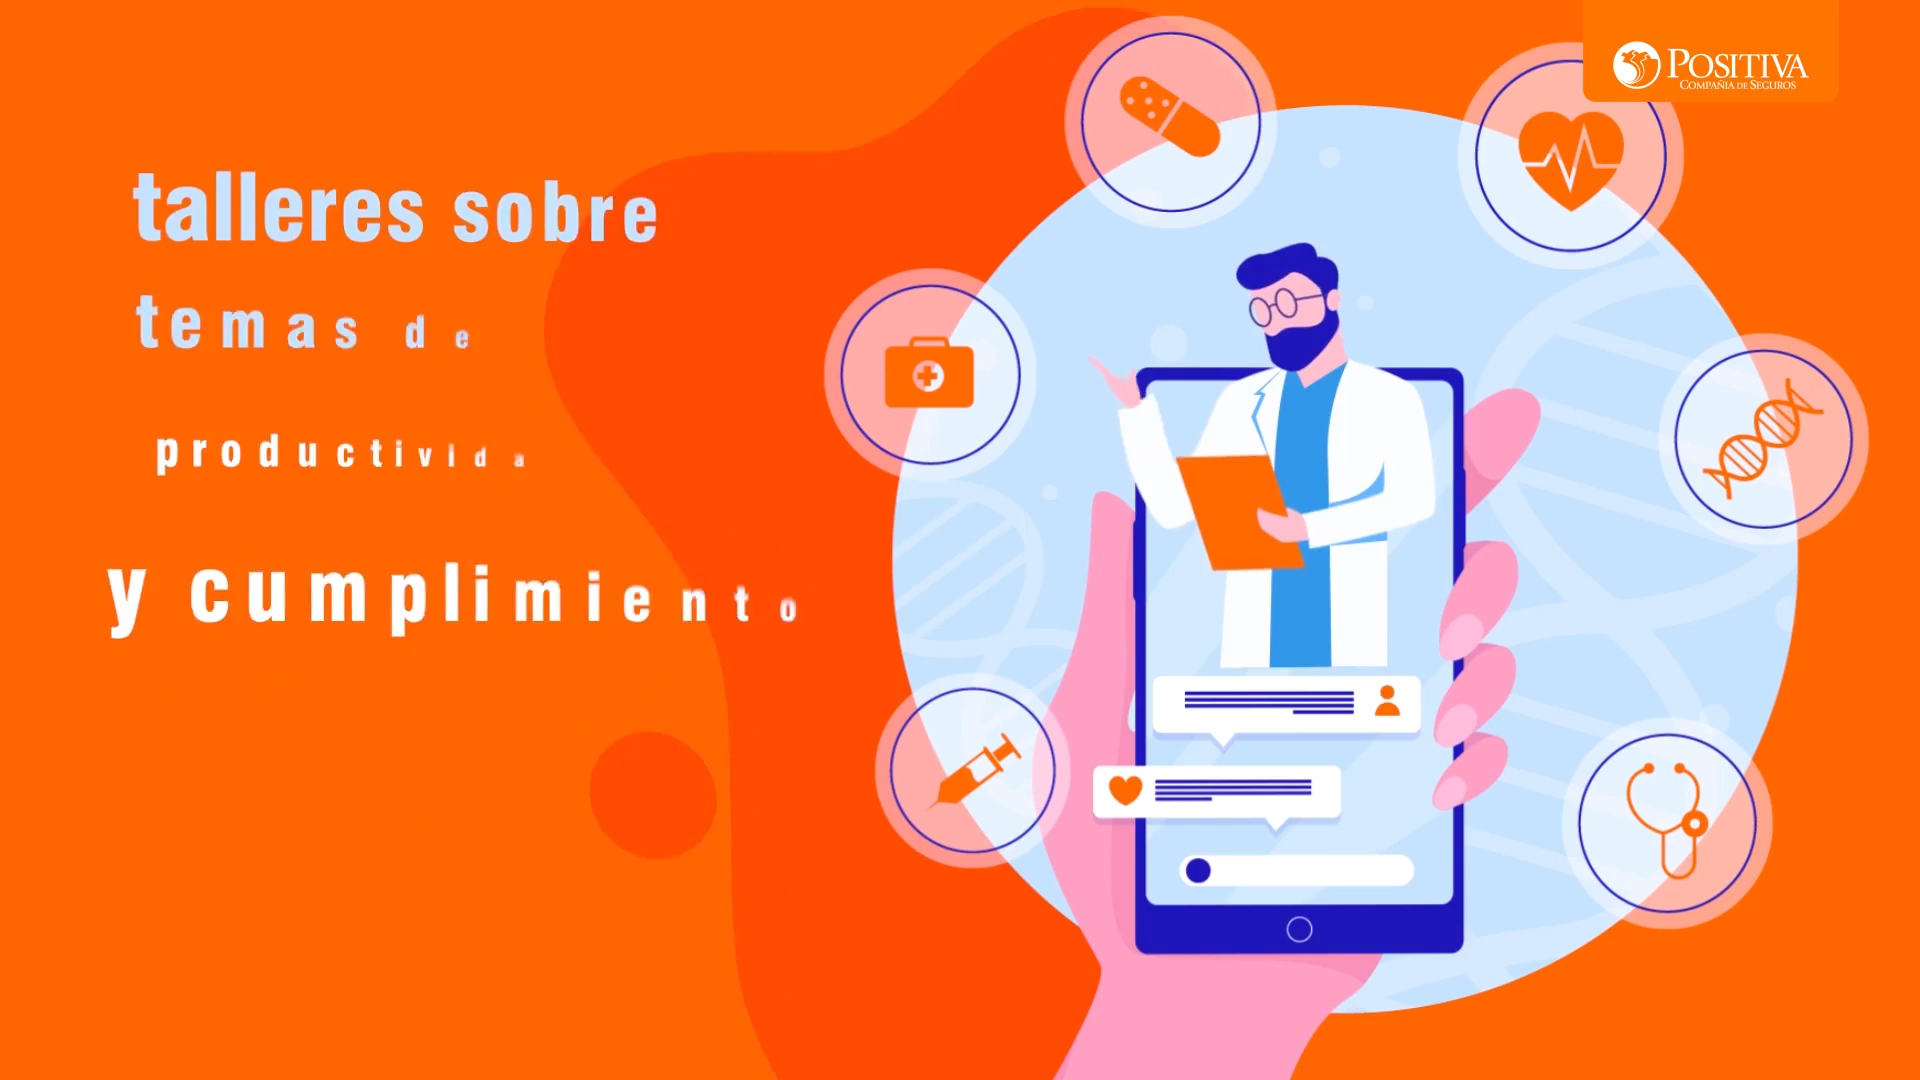 talleres sobre
temas de
productivida
y cumplimiento
POSITIVA
COMPAÑÍA DE SEGUROS